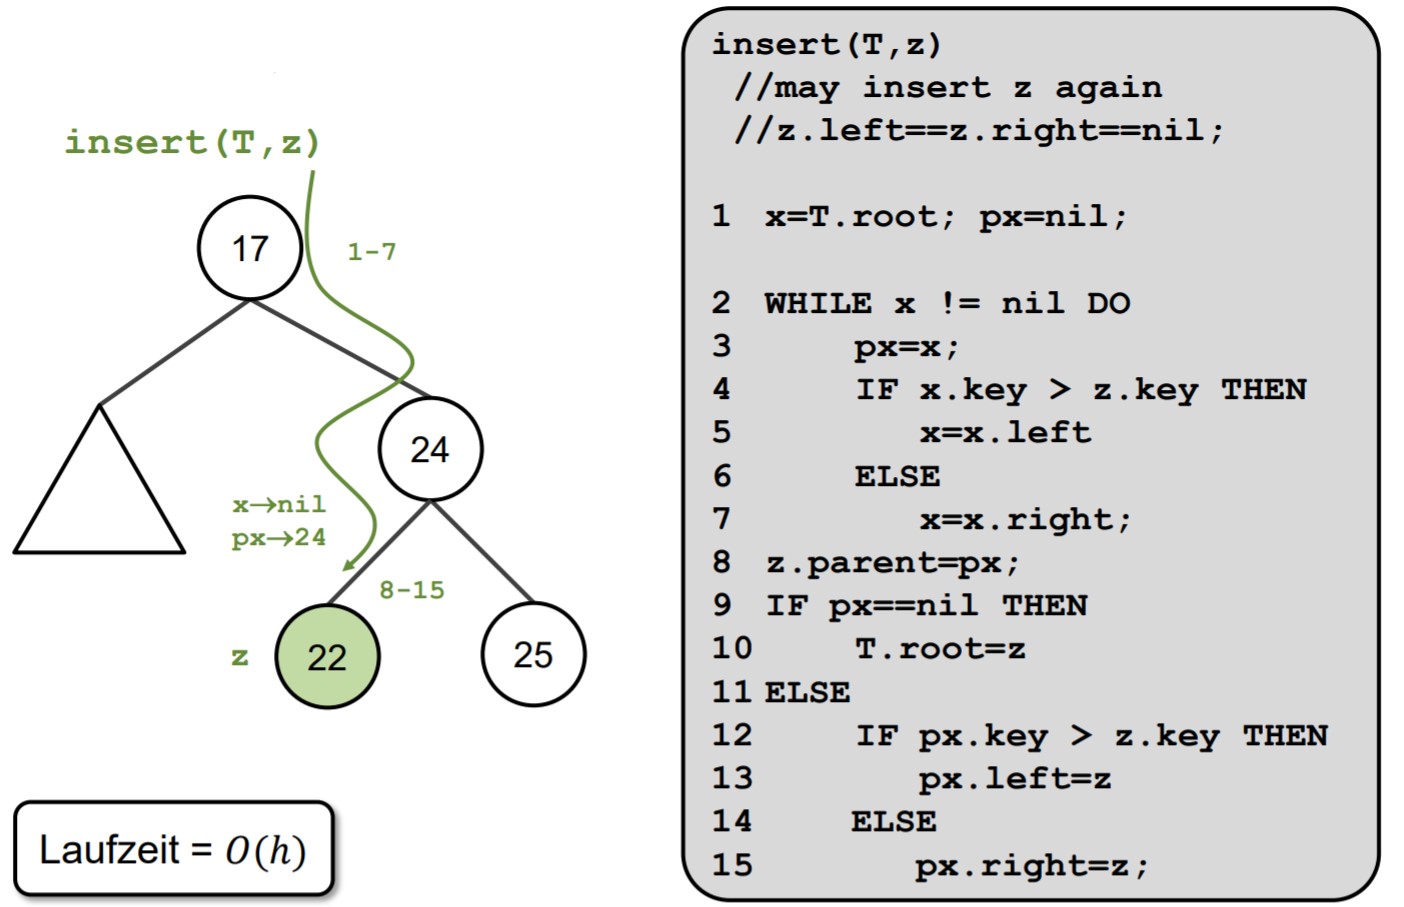 insert(T,z)
17
1-7
24
x→nil
px→24
8-15
z
22
25
Laufzeit = O(h)
insert(T,z)
//may insert z again
//z.left==z.right==nil;
1 x=T.root; px=nil;
2 WHILE x != nil DO
3 px=x;
4 IF x.key > z.key THEN
5 x=x.left
6 ELSE
7 x=x.right;
8 z.parent=px;
9 IF px==nil THEN
10 T.root=z
11 ELSE
12 IF px.key > z.key THEN
13 px.left=z
14 ELSE
15 px.right=z;